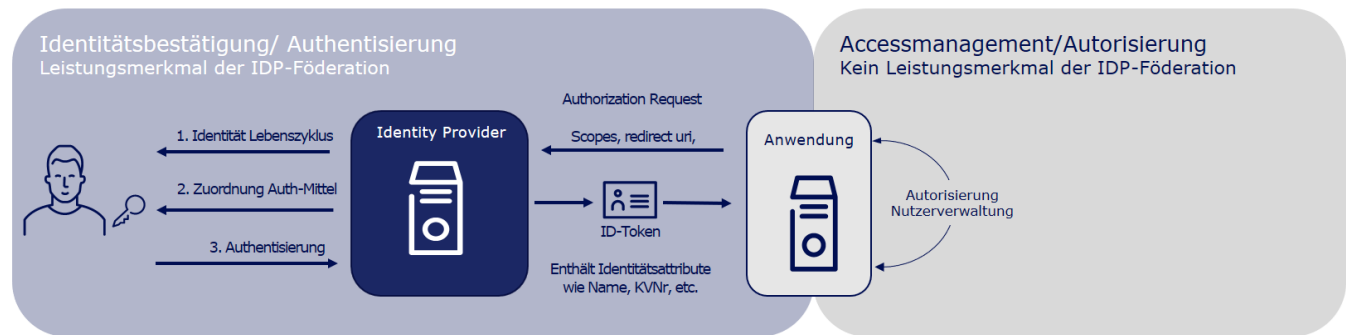 Identitätsbestätigung/ Authentisierung
Leistungsmerkmal der IDP-Föderation
Accessmanagement/Autorisierung
Kein Leistungsmerkmal der IDP-Föderation
1. Identität Lebenszyklus
2. Zuordnung Auth-Mittel
3. Authentisierung
Identity Provider
Authorization Request
Scopes, redirect uri,
ID-Token
Enthält Identitätsattribute
wie Name, KVNr, etc.
Anwendung
Autorisierung
Nutzerverwaltung